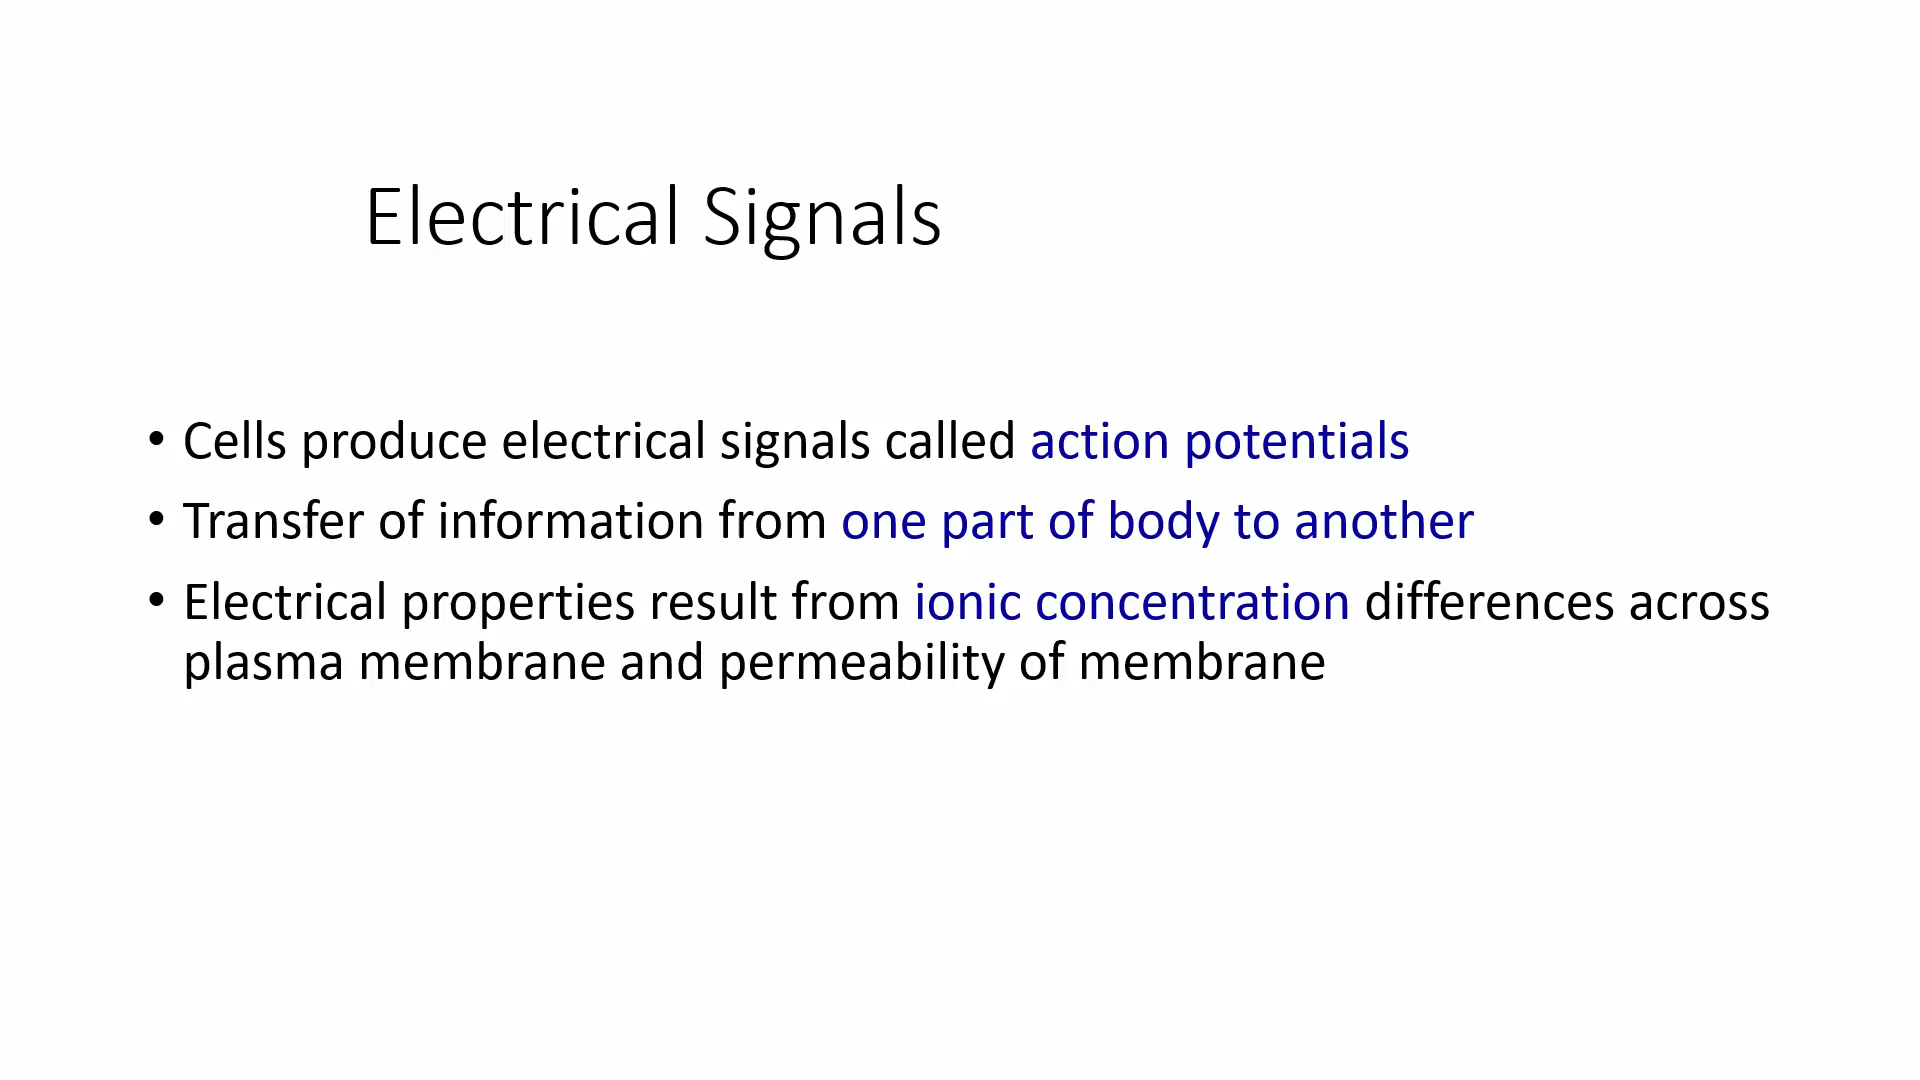 Electrical Signals
• Cells produce electrical signals called action potentials
• Transfer of information from one part of body to another
• Electrical properties result from ionic concentration differences across
plasma membrane and permeability of membrane